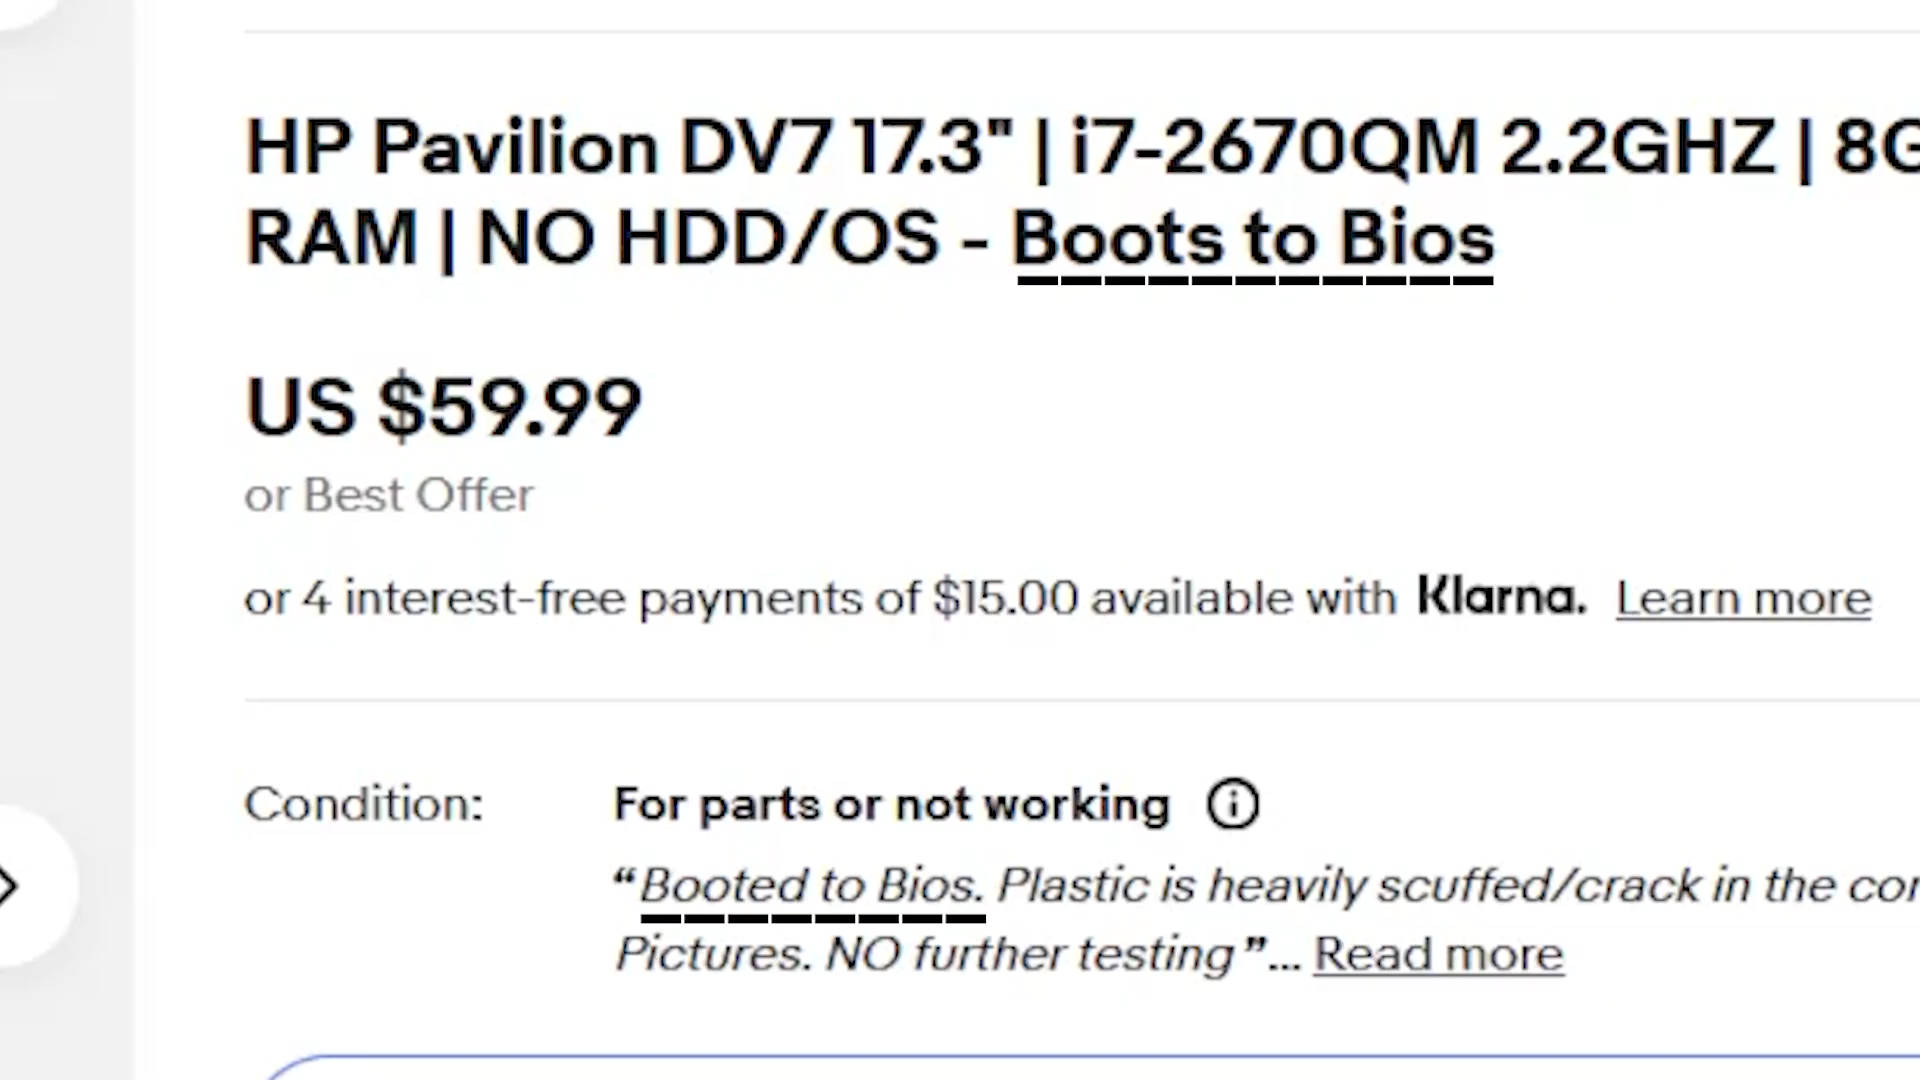 HP Pavilion DV7 17.3" | i7-2670QM 2.2GHZ | 8G
RAM | NO HDD/OS - Boots to Bios
US $59.99
or Best Offer
or 4 interest-free payments of $15.00 available with Klarna. Learn more
Condition: For parts or not working
“Booted to Bios. Plastic is heavily scuffed/crack in the cor
Pictures. NO further testing”... Read more